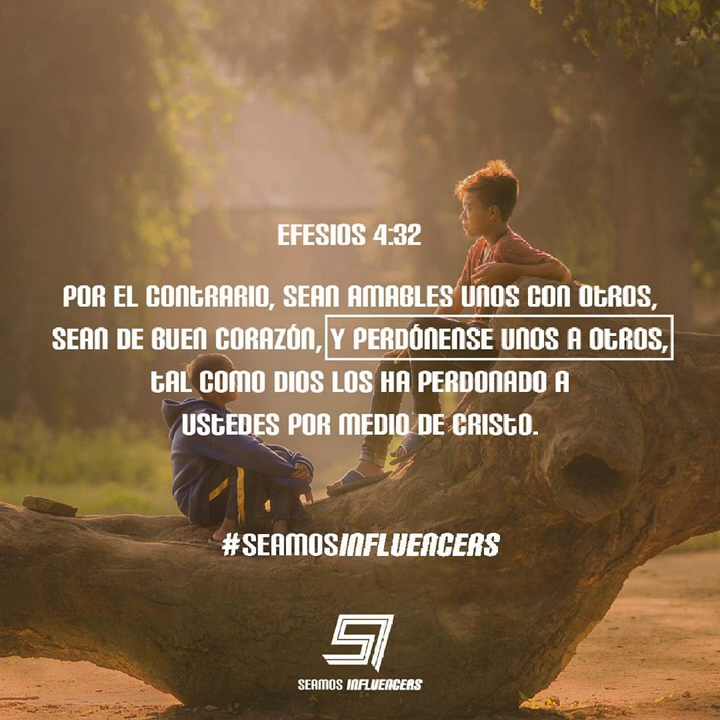 EFESIOS 4:32
POR EL CONTRARIO, SEAN AMABLES UNOS CON OTROS,
SEAN DE BUEN CORAZÓN, Y PERDÓNENSE UNOS A OTROS,
TAL COMO DIOS LOS HA PERDONADO A
USTEDES POR MEDIO DE CRISTO.
#SEAMOSINFLUENCERS
SI
SEAMOS INFLUENCERS